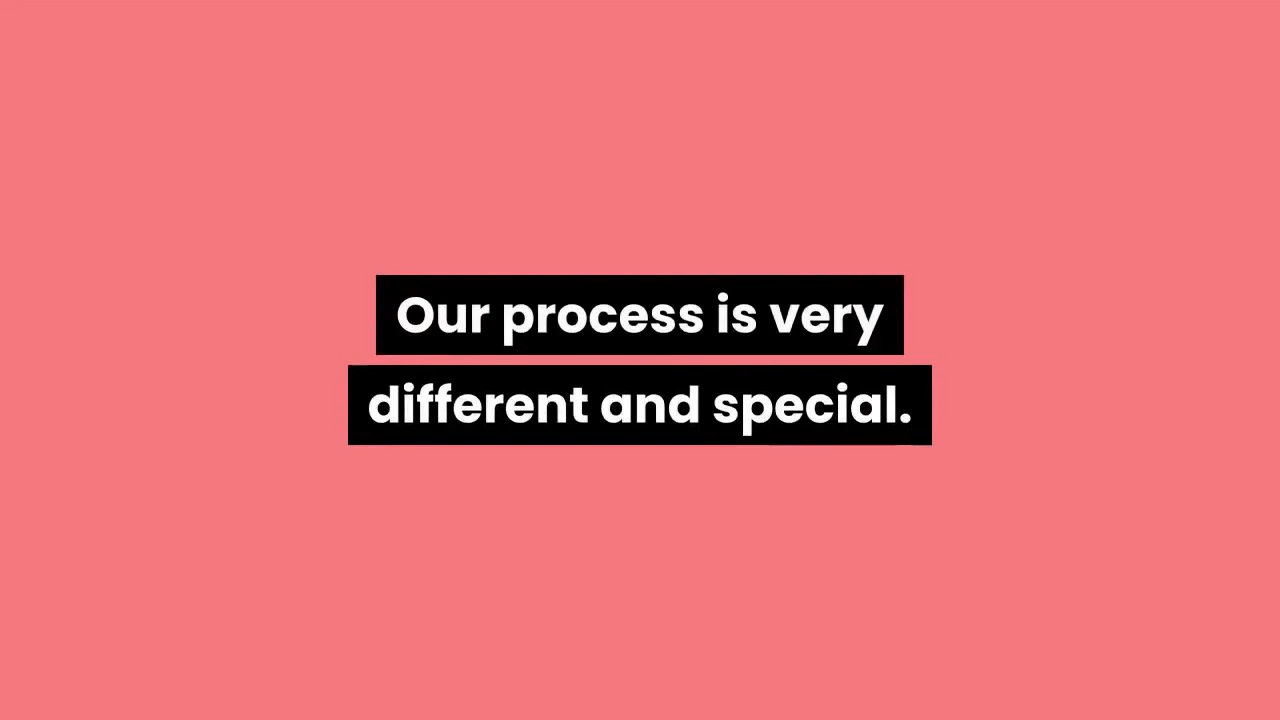 Our process is very
different and special.